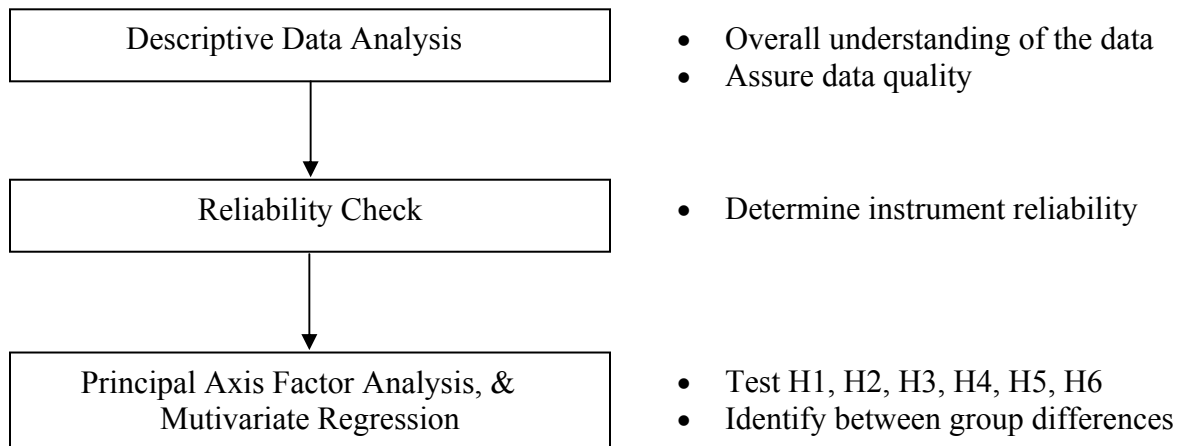 Descriptive Data Analysis
• Overall understanding of the data
• Assure data quality
Reliability Check
• Determine instrument reliability
Principal Axis Factor Analysis, &
Mutivariate Regression
• Test H1, H2, H3, H4, H5, H6
• Identify between group differences